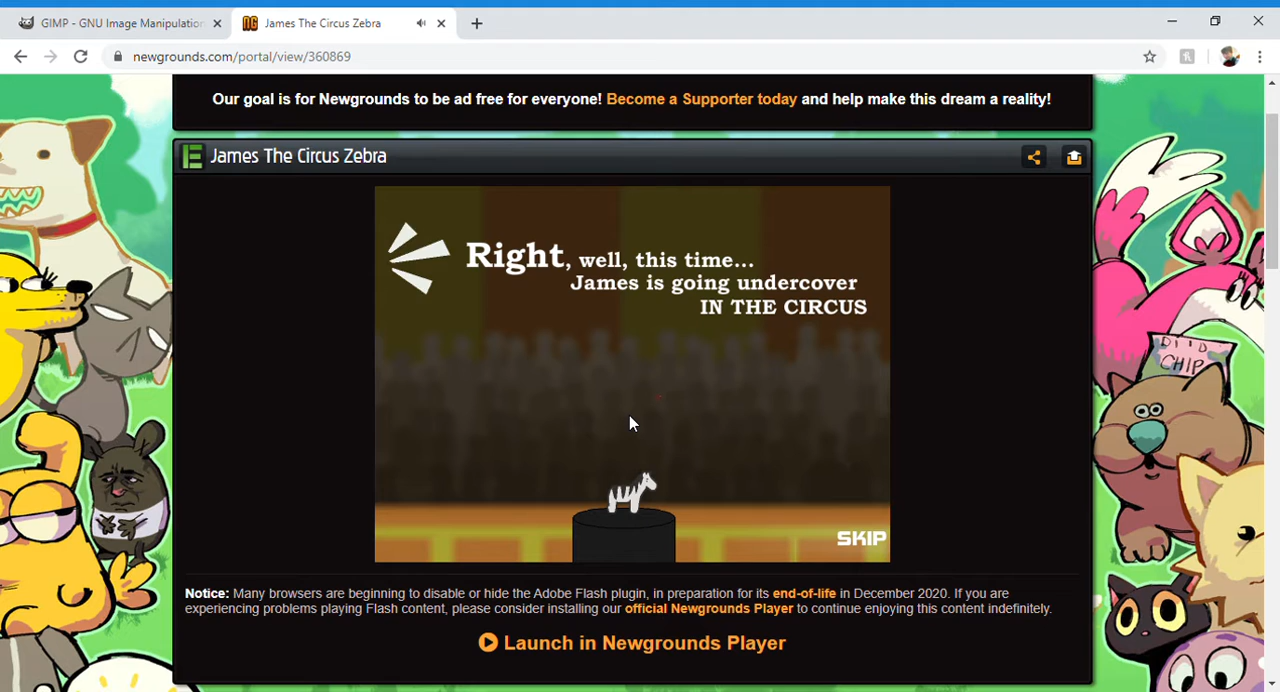 GIMP - GNU Image Manipulation
NG James The Circus Zebra
newgrounds.com/portal/view/360869
Our goal is for Newgrounds to be ad free for everyone! Become a Supporter today and help make this dream a reality!
E James The Circus Zebra
Right, well, this time...
James is going undercover
IN THE CIRCUS
SKIP
CHIP
Notice: Many browsers are beginning to disable or hide the Adobe Flash plugin, in preparation for its end-of-life in December 2020. If you are
experiencing problems playing Flash content, please consider installing our official Newgrounds Player to continue enjoying this content indefinitely.
Launch in Newgrounds Player